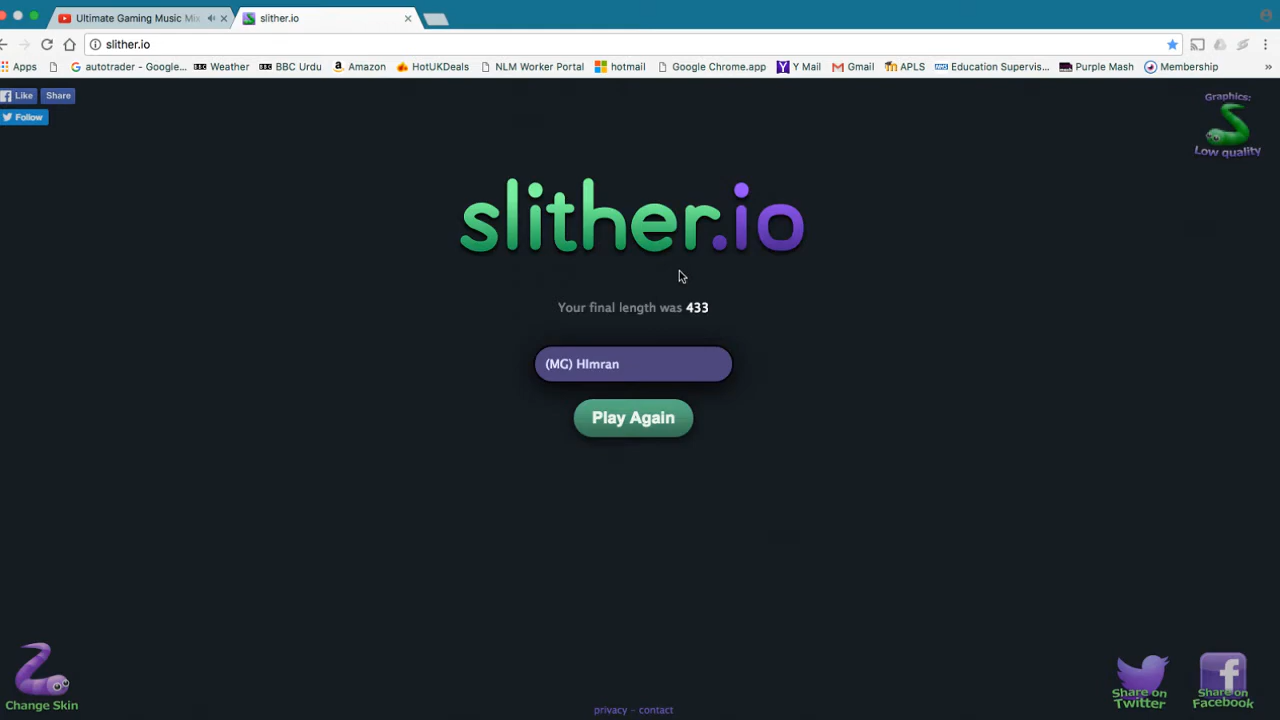 Ultimate Gaming Music Mix
slither.io
slither.io
Apps autotrader - Google... Weather BBC Urdu Amazon HotUKDeals NLM Worker Portal hotmail Google Chrome.app Y Mail Gmail APLS Education Supervis... Purple Mash Membership »
Like Share
Follow
Graphics:
Low quality
slither.io
Your final length was 433
(MG) HImran
Play Again
Change Skin
privacy - contact
Share on
Twitter
Share on
Facebook